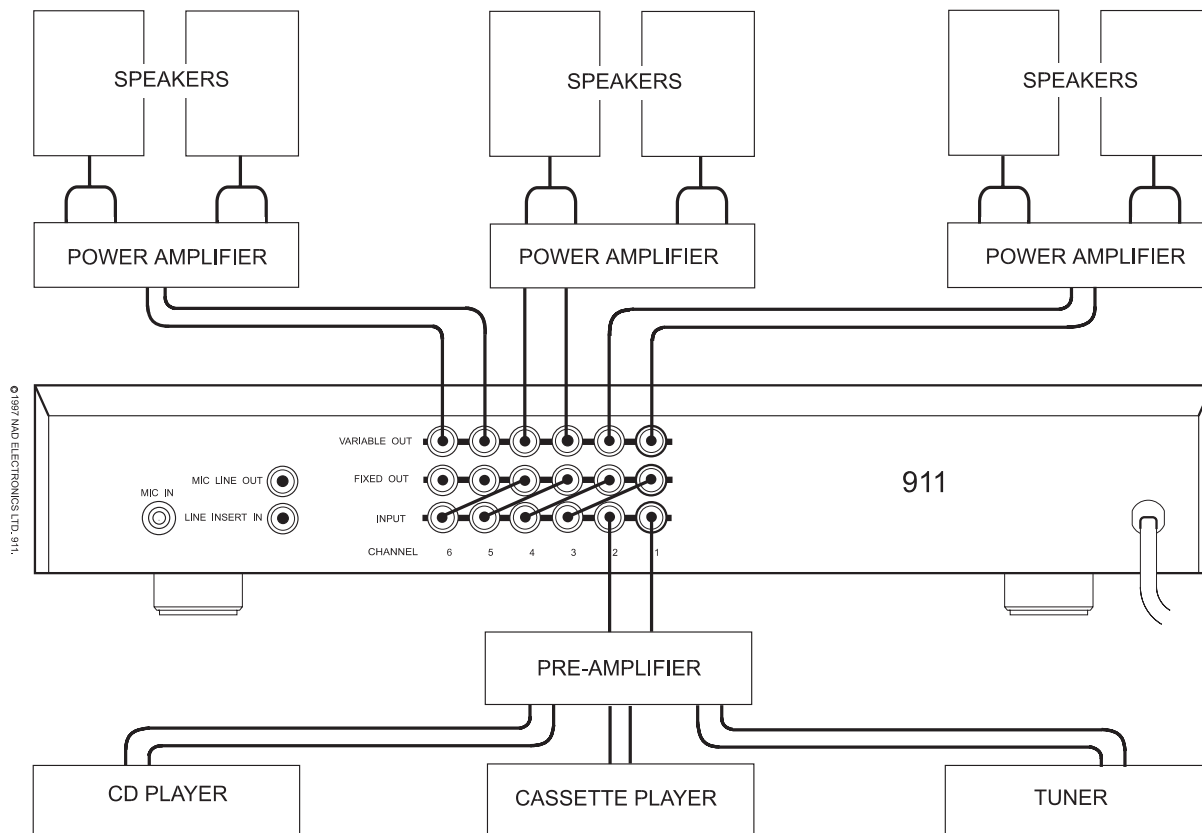 SPEAKERS
SPEAKERS
SPEAKERS
POWER AMPLIFIER
POWER AMPLIFIER
POWER AMPLIFIER
©1997 NAD ELECTRONICS LTD. 911.
VARIABLE OUT
MIC LINE OUT
FIXED OUT
911
MIC IN
LINE INSERT IN
INPUT
CHANNEL 6 5 4 3 2 1
PRE-AMPLIFIER
CD PLAYER
CASSETTE PLAYER
TUNER